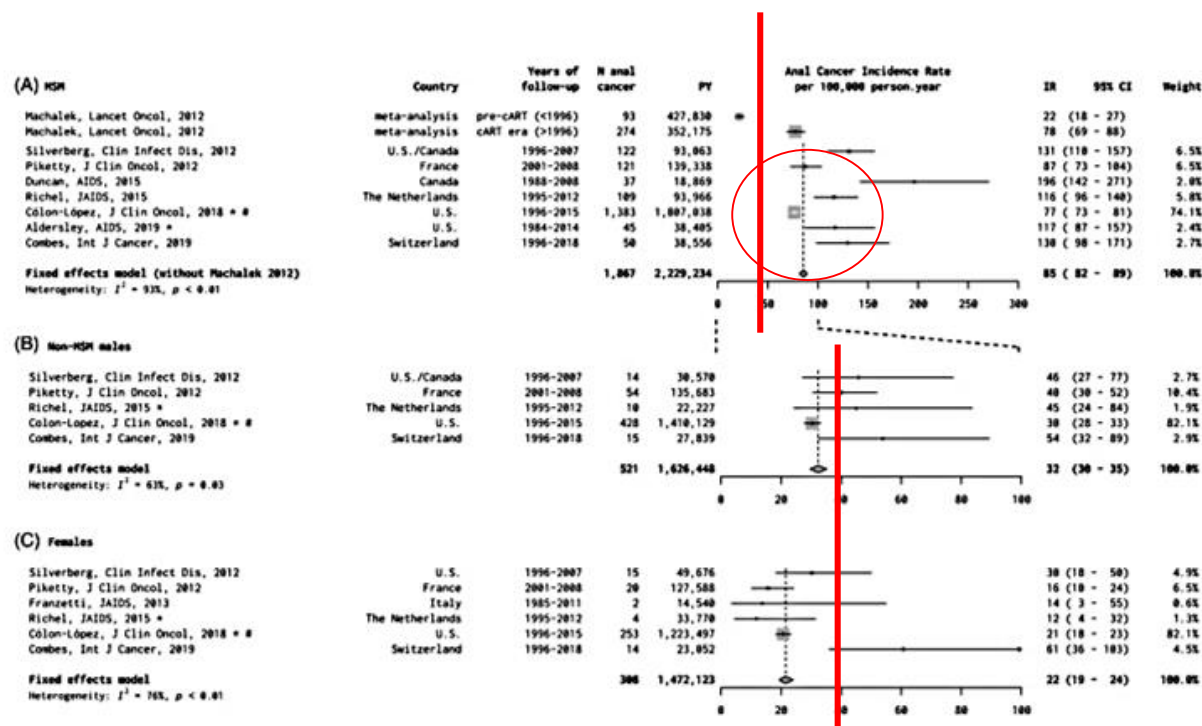 (A) MSM Country Years of follow-up N anal cancer PY Anal Cancer Incidence Rate per 100,000 person.year IR 95% CI Weight
Machalek, Lancet Oncol, 2012 meta-analysis pre-cART (<1996) 93 427,830 22 (18 - 27)
Machalek, Lancet Oncol, 2012 meta-analysis cART era (>1996) 274 352,175 78 (69 - 88)
Silverberg, Clin Infect Dis, 2012 U.S./Canada 1996-2007 122 93,063 131 (110 - 157) 6.5%
Piketty, J Clin Oncol, 2012 France 2001-2008 121 139,338 87 ( 73 - 104) 6.5%
Duncan, AIDS, 2015 Canada 1988-2008 37 18,869 196 (142 - 271) 2.0%
Richel, JAIDS, 2015 The Netherlands 1995-2012 109 93,966 116 ( 96 - 140) 5.8%
Cólon-López, J Clin Oncol, 2018 * # U.S. 1996-2015 1,383 1,807,038 77 ( 73 - 81) 74.1%
Aldersley, AIDS, 2019 * U.S. 1984-2014 45 38,405 117 ( 87 - 157) 2.4%
Combes, Int J Cancer, 2019 Switzerland 1996-2018 50 38,556 130 ( 98 - 171) 2.7%
Fixed effects model (without Machalek 2012) 1,867 2,229,234 85 ( 82 - 89) 100.0%
Heterogeneity: I² = 93%, p < 0.01
0 50 100 150 200 250 300
(B) Non-MSM males
Silverberg, Clin Infect Dis, 2012 U.S./Canada 1996-2007 14 30,570 46 (27 - 77) 2.7%
Piketty, J Clin Oncol, 2012 France 2001-2008 54 135,683 40 (30 - 52) 10.4%
Richel, JAIDS, 2015 * The Netherlands 1995-2012 10 22,227 45 (24 - 84) 1.9%
Colon-Lopez, J Clin Oncol, 2018 * # U.S. 1996-2015 428 1,410,129 30 (28 - 33) 82.1%
Combes, Int J Cancer, 2019 Switzerland 1996-2018 15 27,839 54 (32 - 89) 2.9%
Fixed effects model 521 1,626,448 32 (30 - 35) 100.0%
Heterogeneity: I² = 63%, p = 0.03
0 20 40 60 80 100
(C) Females
Silverberg, Clin Infect Dis, 2012 U.S. 1996-2007 15 49,676 30 (18 - 50) 4.9%
Piketty, J Clin Oncol, 2012 France 2001-2008 20 127,588 16 (10 - 24) 6.5%
Franzetti, JAIDS, 2013 Italy 1985-2011 2 14,540 14 ( 3 - 55) 0.6%
Richel, JAIDS, 2015 * The Netherlands 1995-2012 4 33,770 12 ( 4 - 32) 1.3%
Cólon-López, J Clin Oncol, 2018 * # U.S. 1996-2015 253 1,223,497 21 (18 - 23) 82.1%
Combes, Int J Cancer, 2019 Switzerland 1996-2018 14 23,052 61 (36 - 103) 4.5%
Fixed effects model 308 1,472,123 22 (19 - 24) 100.0%
Heterogeneity: I² = 76%, p < 0.01
0 20 40 60 80 100